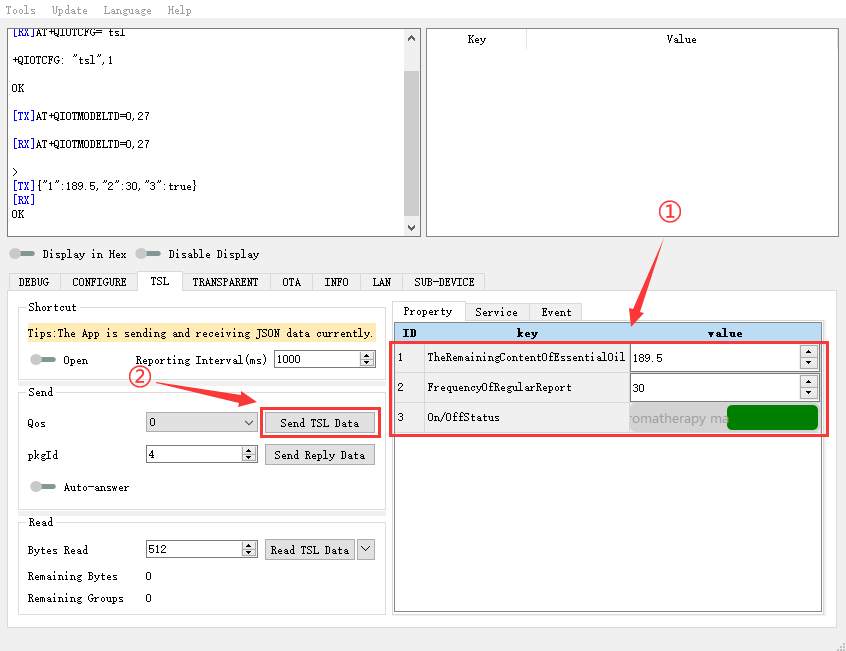 Tools Update Language Help
[RX]AT+QIOTCFG="tsl"
+QIOTCFG: "tsl",1
OK
[TX]AT+QIOTMODELTD=0,27
[RX]AT+QIOTMODELTD=0,27
>
[TX]{"1":189.5,"2":30,"3":true}
[RX]
OK
Key Value
①
Display in Hex Disable Display
DEBUG CONFIGURE TSL TRANSPARENT OTA INFO LAN SUB-DEVICE
Shortcut
Tips:The App is sending and receiving JSON data currently.
Open Reporting Interval(ms) 1000
②
Send
Qos 0 Send TSL Data
pkgId 4 Send Reply Data
Auto-answer
Read
Bytes Read 512 Read TSL Data
Remaining Bytes 0
Remaining Groups 0
Property Service Event
ID key value
1 TheRemainingContentOfEssentialOil 189.5
2 FrequencyOfRegularReport 30
3 On/OffStatus romatherapy ma